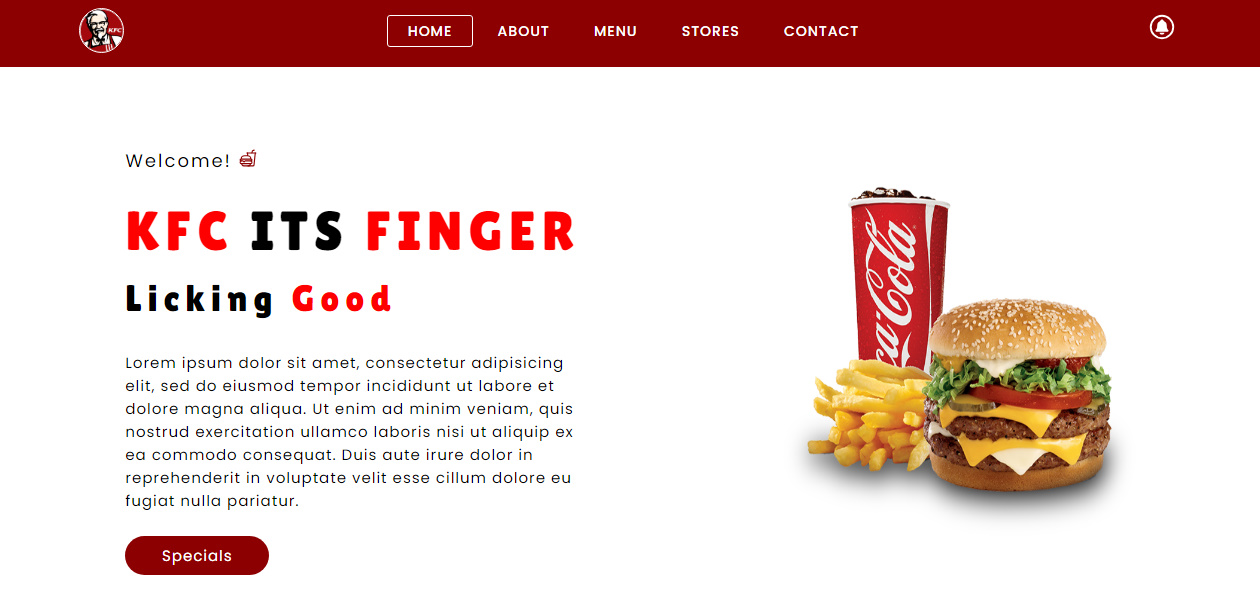 KFC
HOME ABOUT MENU STORES CONTACT
Welcome!
KFC ITS FINGER
Licking Good
Lorem ipsum dolor sit amet, consectetur adipisicing
elit, sed do eiusmod tempor incididunt ut labore et
dolore magna aliqua. Ut enim ad minim veniam, quis
nostrud exercitation ullamco laboris nisi ut aliquip ex
ea commodo consequat. Duis aute irure dolor in
reprehenderit in voluptate velit esse cillum dolore eu
fugiat nulla pariatur.
Specials
ca-Cola